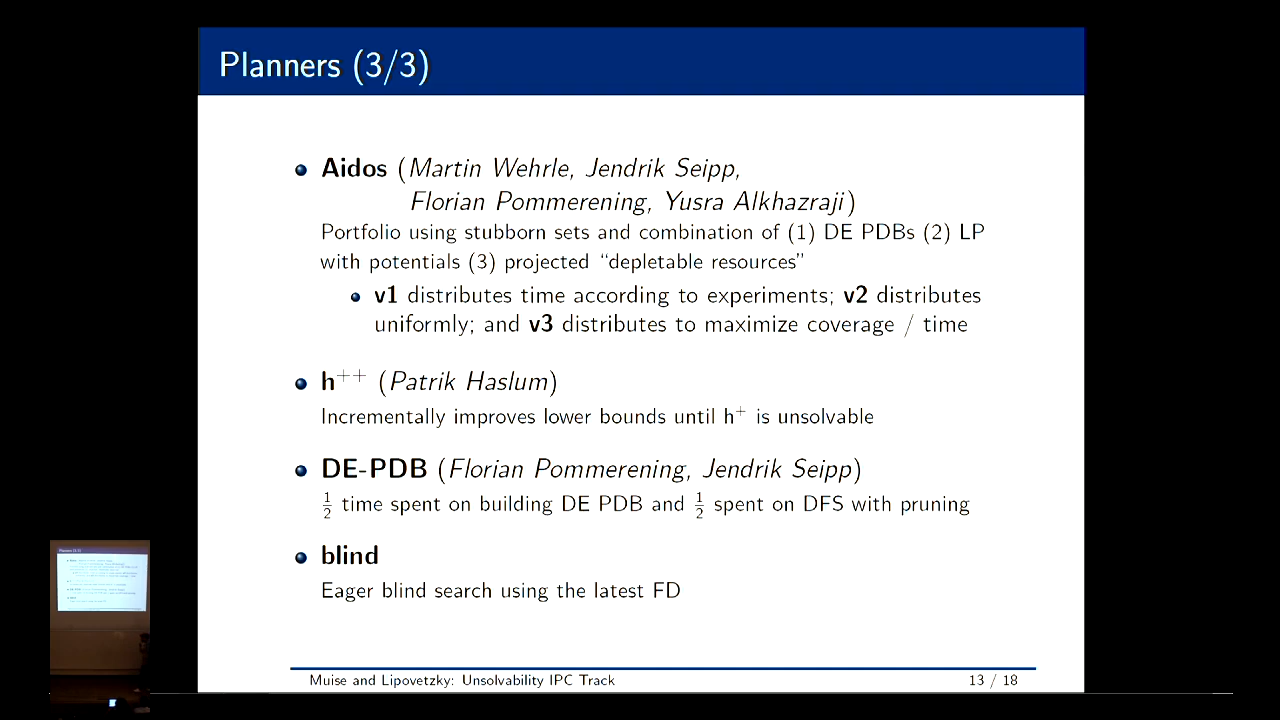 Planners (3/3)
Aidos (Martin Wehrle, Jendrik Seipp,
Florian Pommerening, Yusra Alkhazraji)
Portfolio using stubborn sets and combination of (1) DE PDBs (2) LP
with potentials (3) projected “depletable resources”
v1 distributes time according to experiments; v2 distributes
uniformly; and v3 distributes to maximize coverage / time
h⁺⁺ (Patrik Haslum)
Incrementally improves lower bounds until h⁺ is unsolvable
DE-PDB (Florian Pommerening, Jendrik Seipp)
½ time spent on building DE PDB and ½ spent on DFS with pruning
blind
Eager blind search using the latest FD
Muise and Lipovetzky: Unsolvability IPC Track 13 / 18